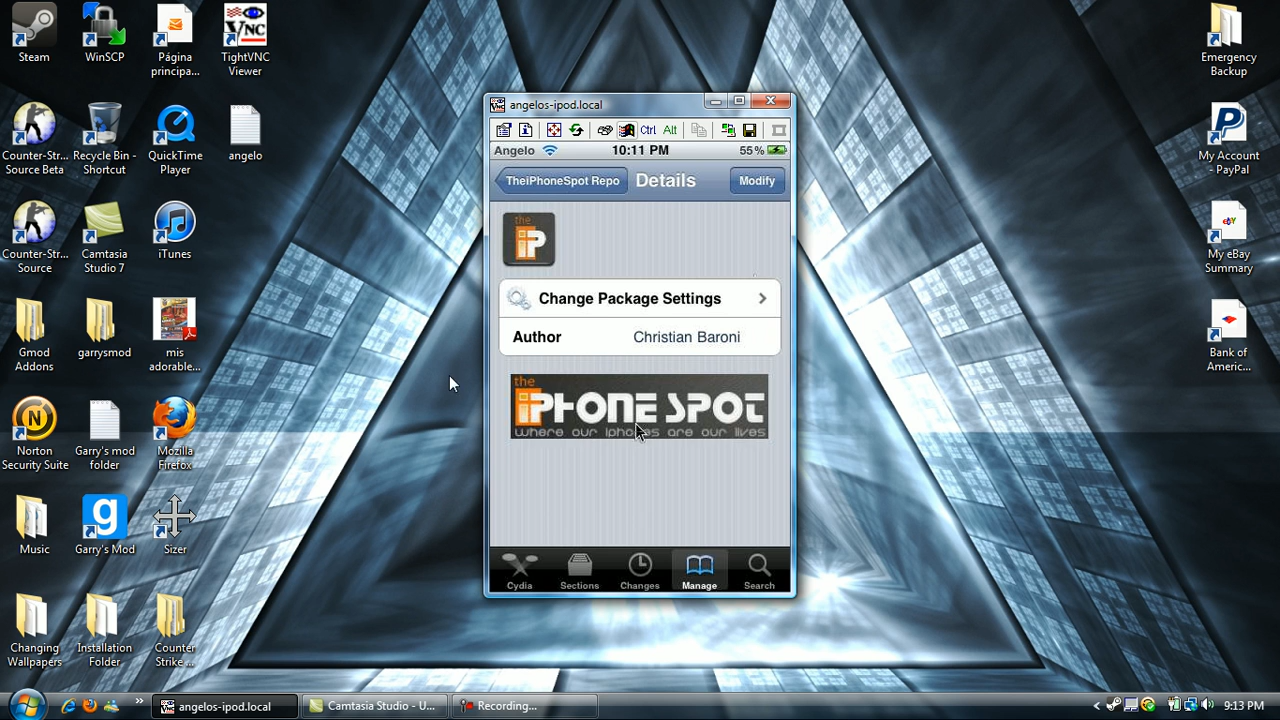 Steam
WinSCP
Página
principa...
TightVNC
Viewer
Counter-Str...
Source Beta
Recycle Bin -
Shortcut
QuickTime
Player
angelo
Counter-Str...
Source
Camtasia
Studio 7
iTunes
Gmod
Addons
garrysmod
mis
adorable...
Norton
Security Suite
Garry's mod
folder
Mozilla
Firefox
Music
Garry's Mod
Sizer
Changing
Wallpapers
Installation
Folder
Counter
Strike ...
Emergency
Backup
My Account
- PayPal
My eBay
Summary
Bank of
Americ...
angelos-ipod.local
Ctrl Alt
Angelo 10:11 PM 55%
TheiPhoneSpot Repo Details Modify
the
iP
Change Package Settings
Author Christian Baroni
the
iPHONE SPOT
where our iphones are our lives
Cydia Sections Changes Manage Search
angelos-ipod.local Camtasia Studio - U... Recording... 9:13 PM